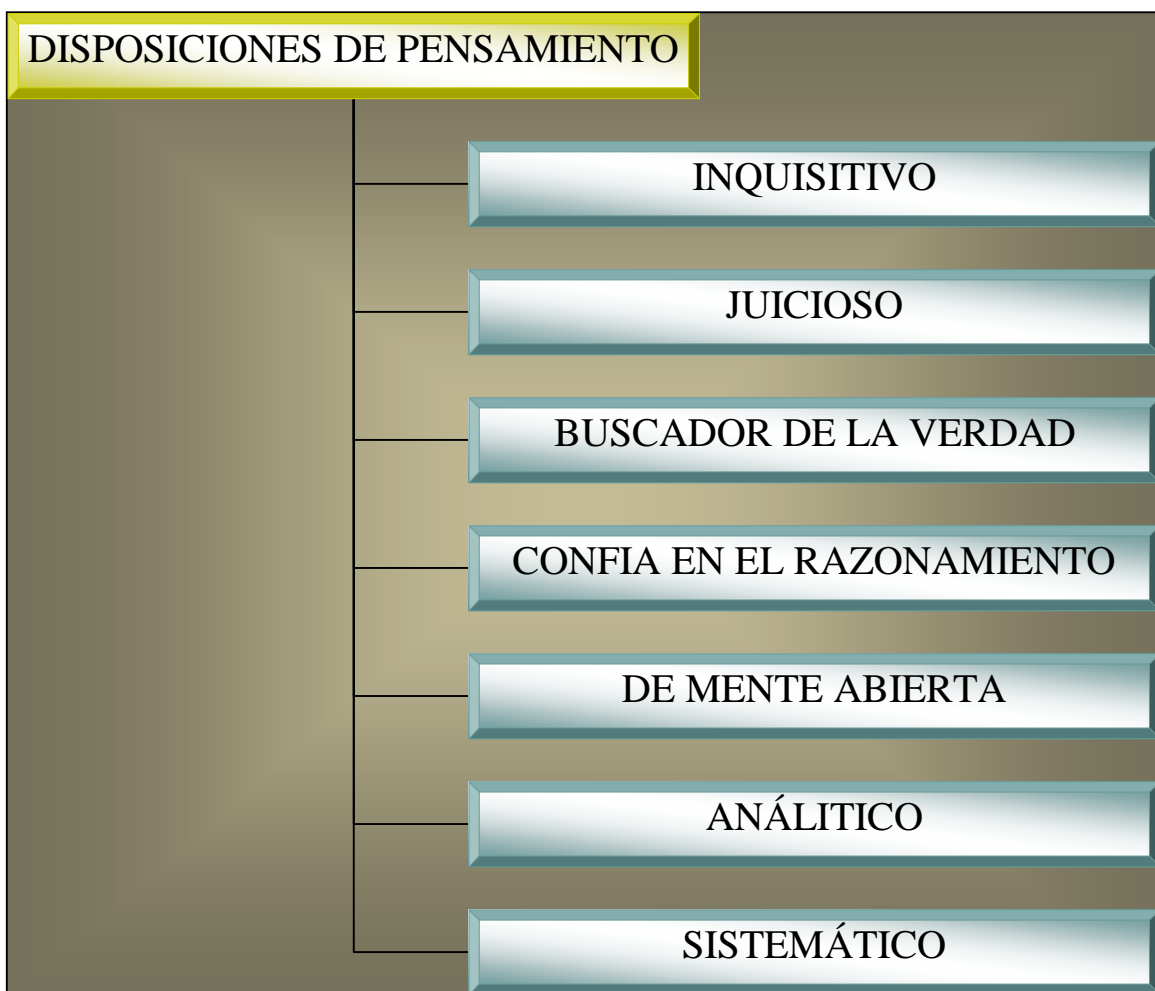 DISPOSICIONES DE PENSAMIENTO
INQUISITIVO
JUICIOSO
BUSCADOR DE LA VERDAD
CONFIA EN EL RAZONAMIENTO
DE MENTE ABIERTA
ANÁLITICO
SISTEMÁTICO